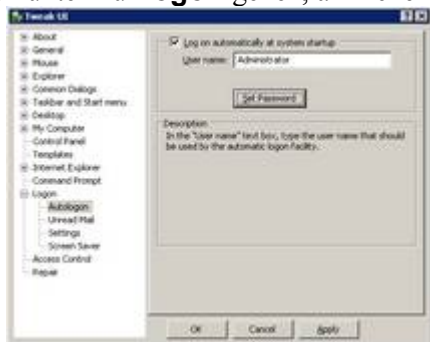 Tweak UI
About
General
Mouse
Explorer
Common Dialogs
Taskbar and Start menu
Desktop
My Computer
Control Panel
Templates
Internet Explorer
Command Prompt
Logon
Autologon
Unread Mail
Settings
Screen Saver
Access Control
Repair
Log on automatically at system startup
User name: Administrator
Set Password
Description
In the "User name" text box, type the user name that should
be used by the automatic logon facility.
OK Cancel Apply